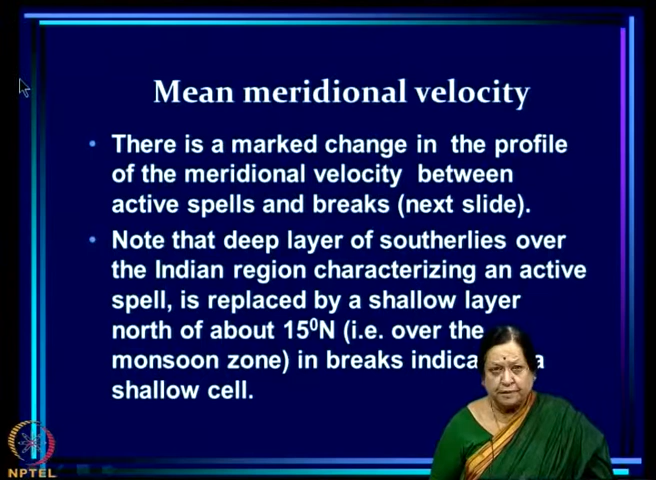 Mean meridional velocity
• There is a marked change in the profile
of the meridional velocity between
active spells and breaks (next slide).
• Note that deep layer of southerlies over
the Indian region characterizing an active
spell, is replaced by a shallow layer
north of about 15⁰N (i.e. over the
monsoon zone) in breaks indica a
shallow cell.
NPTEL